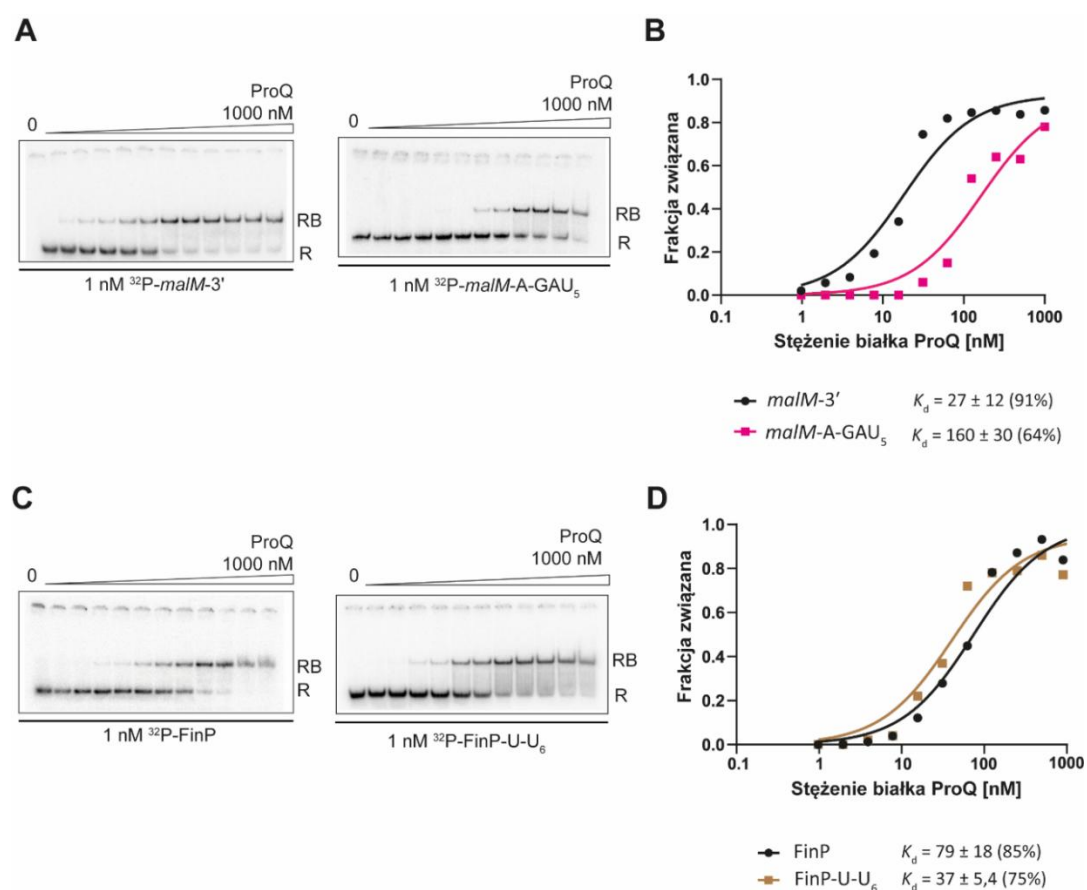 A
ProQ
0 1000 nM
RB
R
1 nM ³²P-malM-3'
ProQ
0 1000 nM
RB
R
1 nM ³²P-malM-A-GAU₅
B
Frakcja związana
1.0
0.8
0.6
0.4
0.2
0.0
0.1 1 10 100 1000
Stężenie białka ProQ [nM]
malM-3′ Kd = 27 ± 12 (91%)
malM-A-GAU₅ Kd = 160 ± 30 (64%)
C
ProQ
0 1000 nM
RB
R
1 nM ³²P-FinP
ProQ
0 1000 nM
RB
R
1 nM ³²P-FinP-U-U₆
D
Frakcja związana
1.0
0.8
0.6
0.4
0.2
0.0
0.1 1 10 100 1000
Stężenie białka ProQ [nM]
FinP Kd = 79 ± 18 (85%)
FinP-U-U₆ Kd = 37 ± 5,4 (75%)